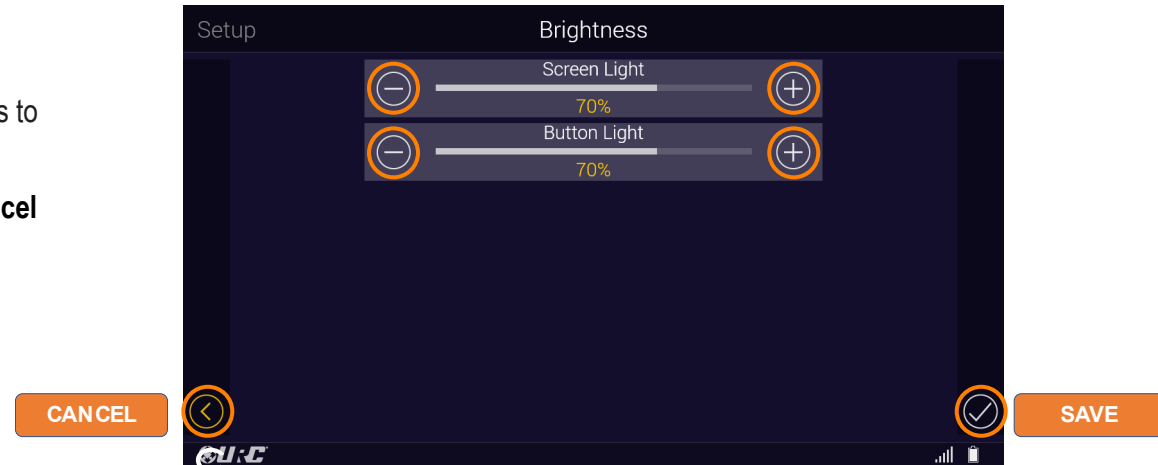 Setup
Brightness
Screen Light
70%
s to
Button Light
70%
cel
CANCEL
SAVE
URC